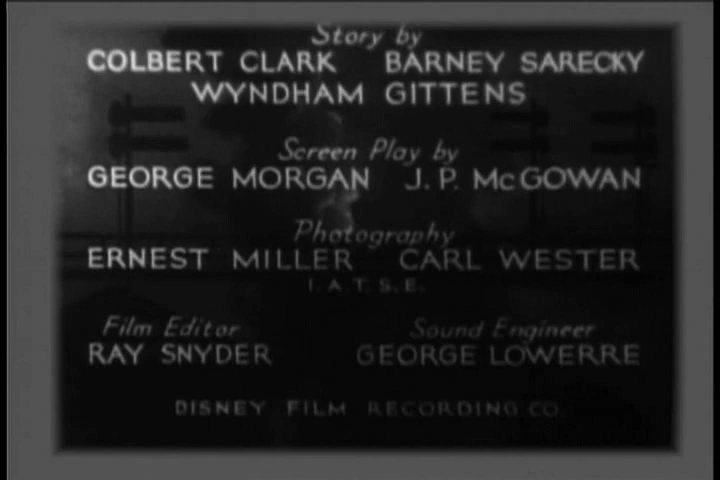 Story by
COLBERT CLARK BARNEY SARECKY
WYNDHAM GITTENS
Screen Play by
GEORGE MORGAN J. P. McGOWAN
Photography
ERNEST MILLER CARL WESTER
I. A. T. S. E.
Film Editor Sound Engineer
RAY SNYDER GEORGE LOWERRE
DISNEY FILM RECORDING CO.